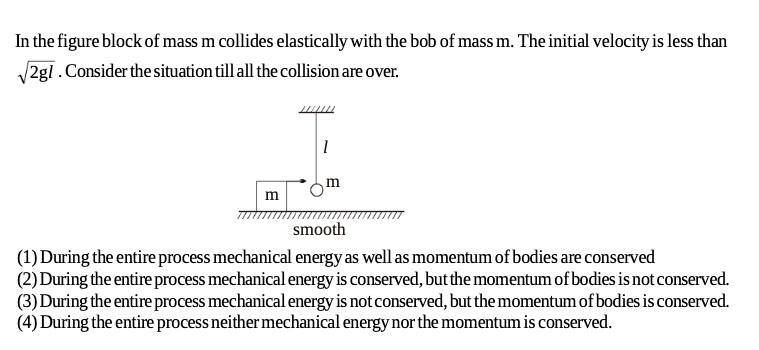 In the figure block of mass m collides elastically with the bob of mass m. The initial velocity is less than
√2gl . Consider the situation till all the collision are over.
l
m
m
smooth
(1) During the entire process mechanical energy as well as momentum of bodies are conserved
(2) During the entire process mechanical energy is conserved, but the momentum of bodies is not conserved.
(3) During the entire process mechanical energy is not conserved, but the momentum of bodies is conserved.
(4) During the entire process neither mechanical energy nor the momentum is conserved.